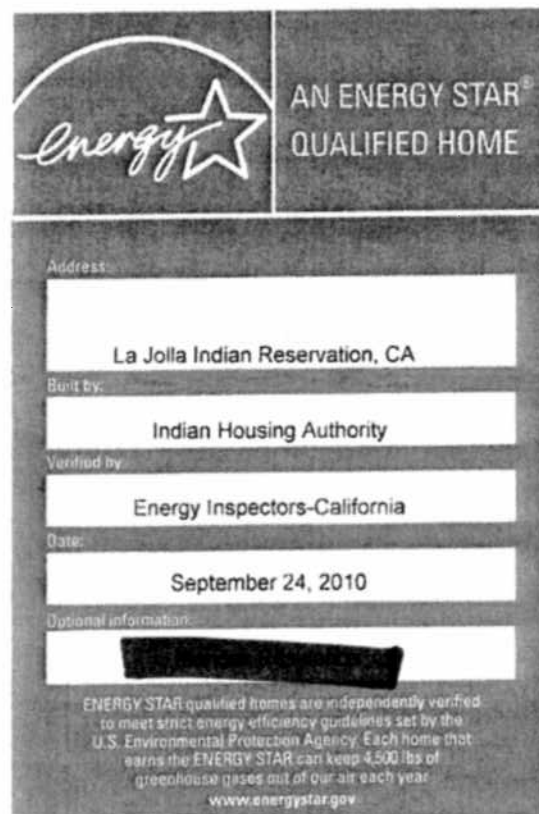 energy
AN ENERGY STAR®
QUALIFIED HOME
Address:
La Jolla Indian Reservation, CA
Built by:
Indian Housing Authority
Verified by:
Energy Inspectors-California
Date:
September 24, 2010
Optional information:
ENERGY STAR qualified homes are independently verified
to meet strict energy efficiency guidelines set by the
U.S. Environmental Protection Agency. Each home that
earns the ENERGY STAR can keep 4,500 lbs of
greenhouse gases out of our air each year
www.energystar.gov